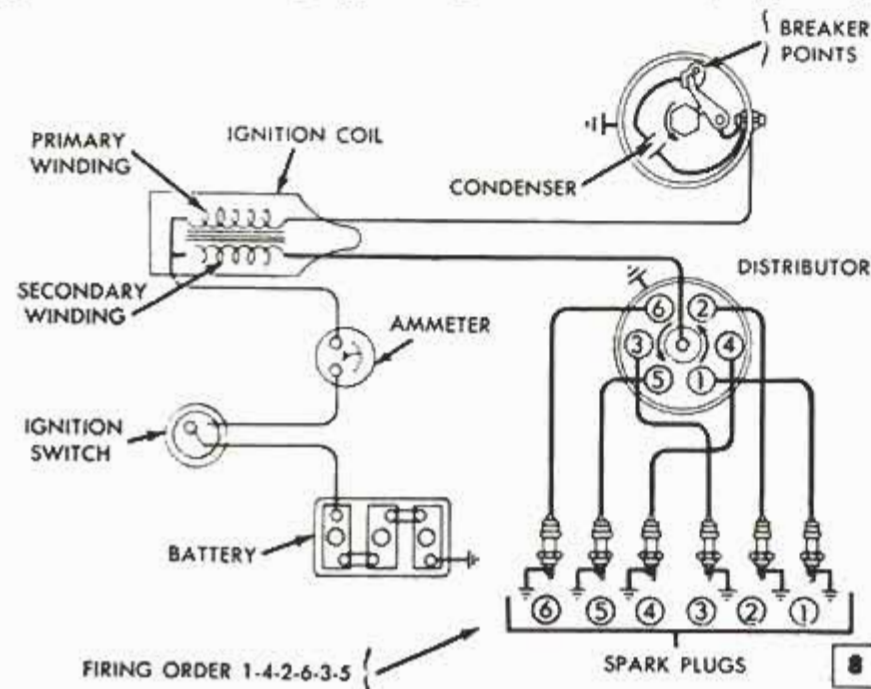 BREAKER
POINTS
PRIMARY
WINDING
IGNITION COIL
CONDENSER
SECONDARY
WINDING
DISTRIBUTOR
AMMETER
6 2
3 4
5 1
IGNITION
SWITCH
BATTERY
6 5 4 3 2 1
FIRING ORDER 1-4-2-6-3-5
SPARK PLUGS
8